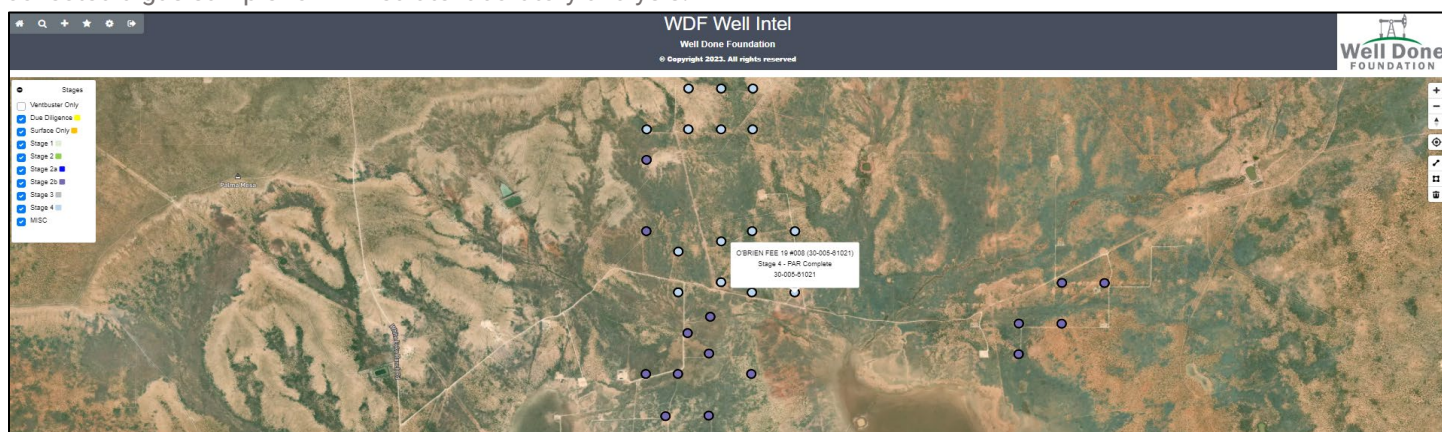 WDF Well Intel
Well Done Foundation
© Copyright 2023. All rights reserved
Well Done
FOUNDATION
Stages
Ventbuster Only
Due Diligence
Surface Only
Stage 1
Stage 2
Stage 2a
Stage 2b
Stage 3
Stage 4
MISC
O'BRIEN FEE 19 #008 (30-005-61021)
Stage 4 - PAR Complete
30-005-61021